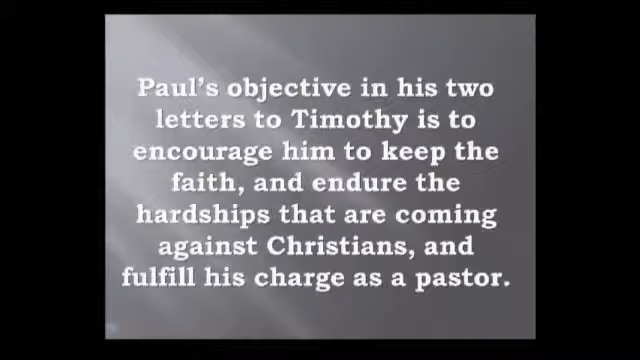 Paul's objective in his two
letters to Timothy is to
encourage him to keep the
faith, and endure the
hardships that are coming
against Christians, and
fulfill his charge as a pastor.